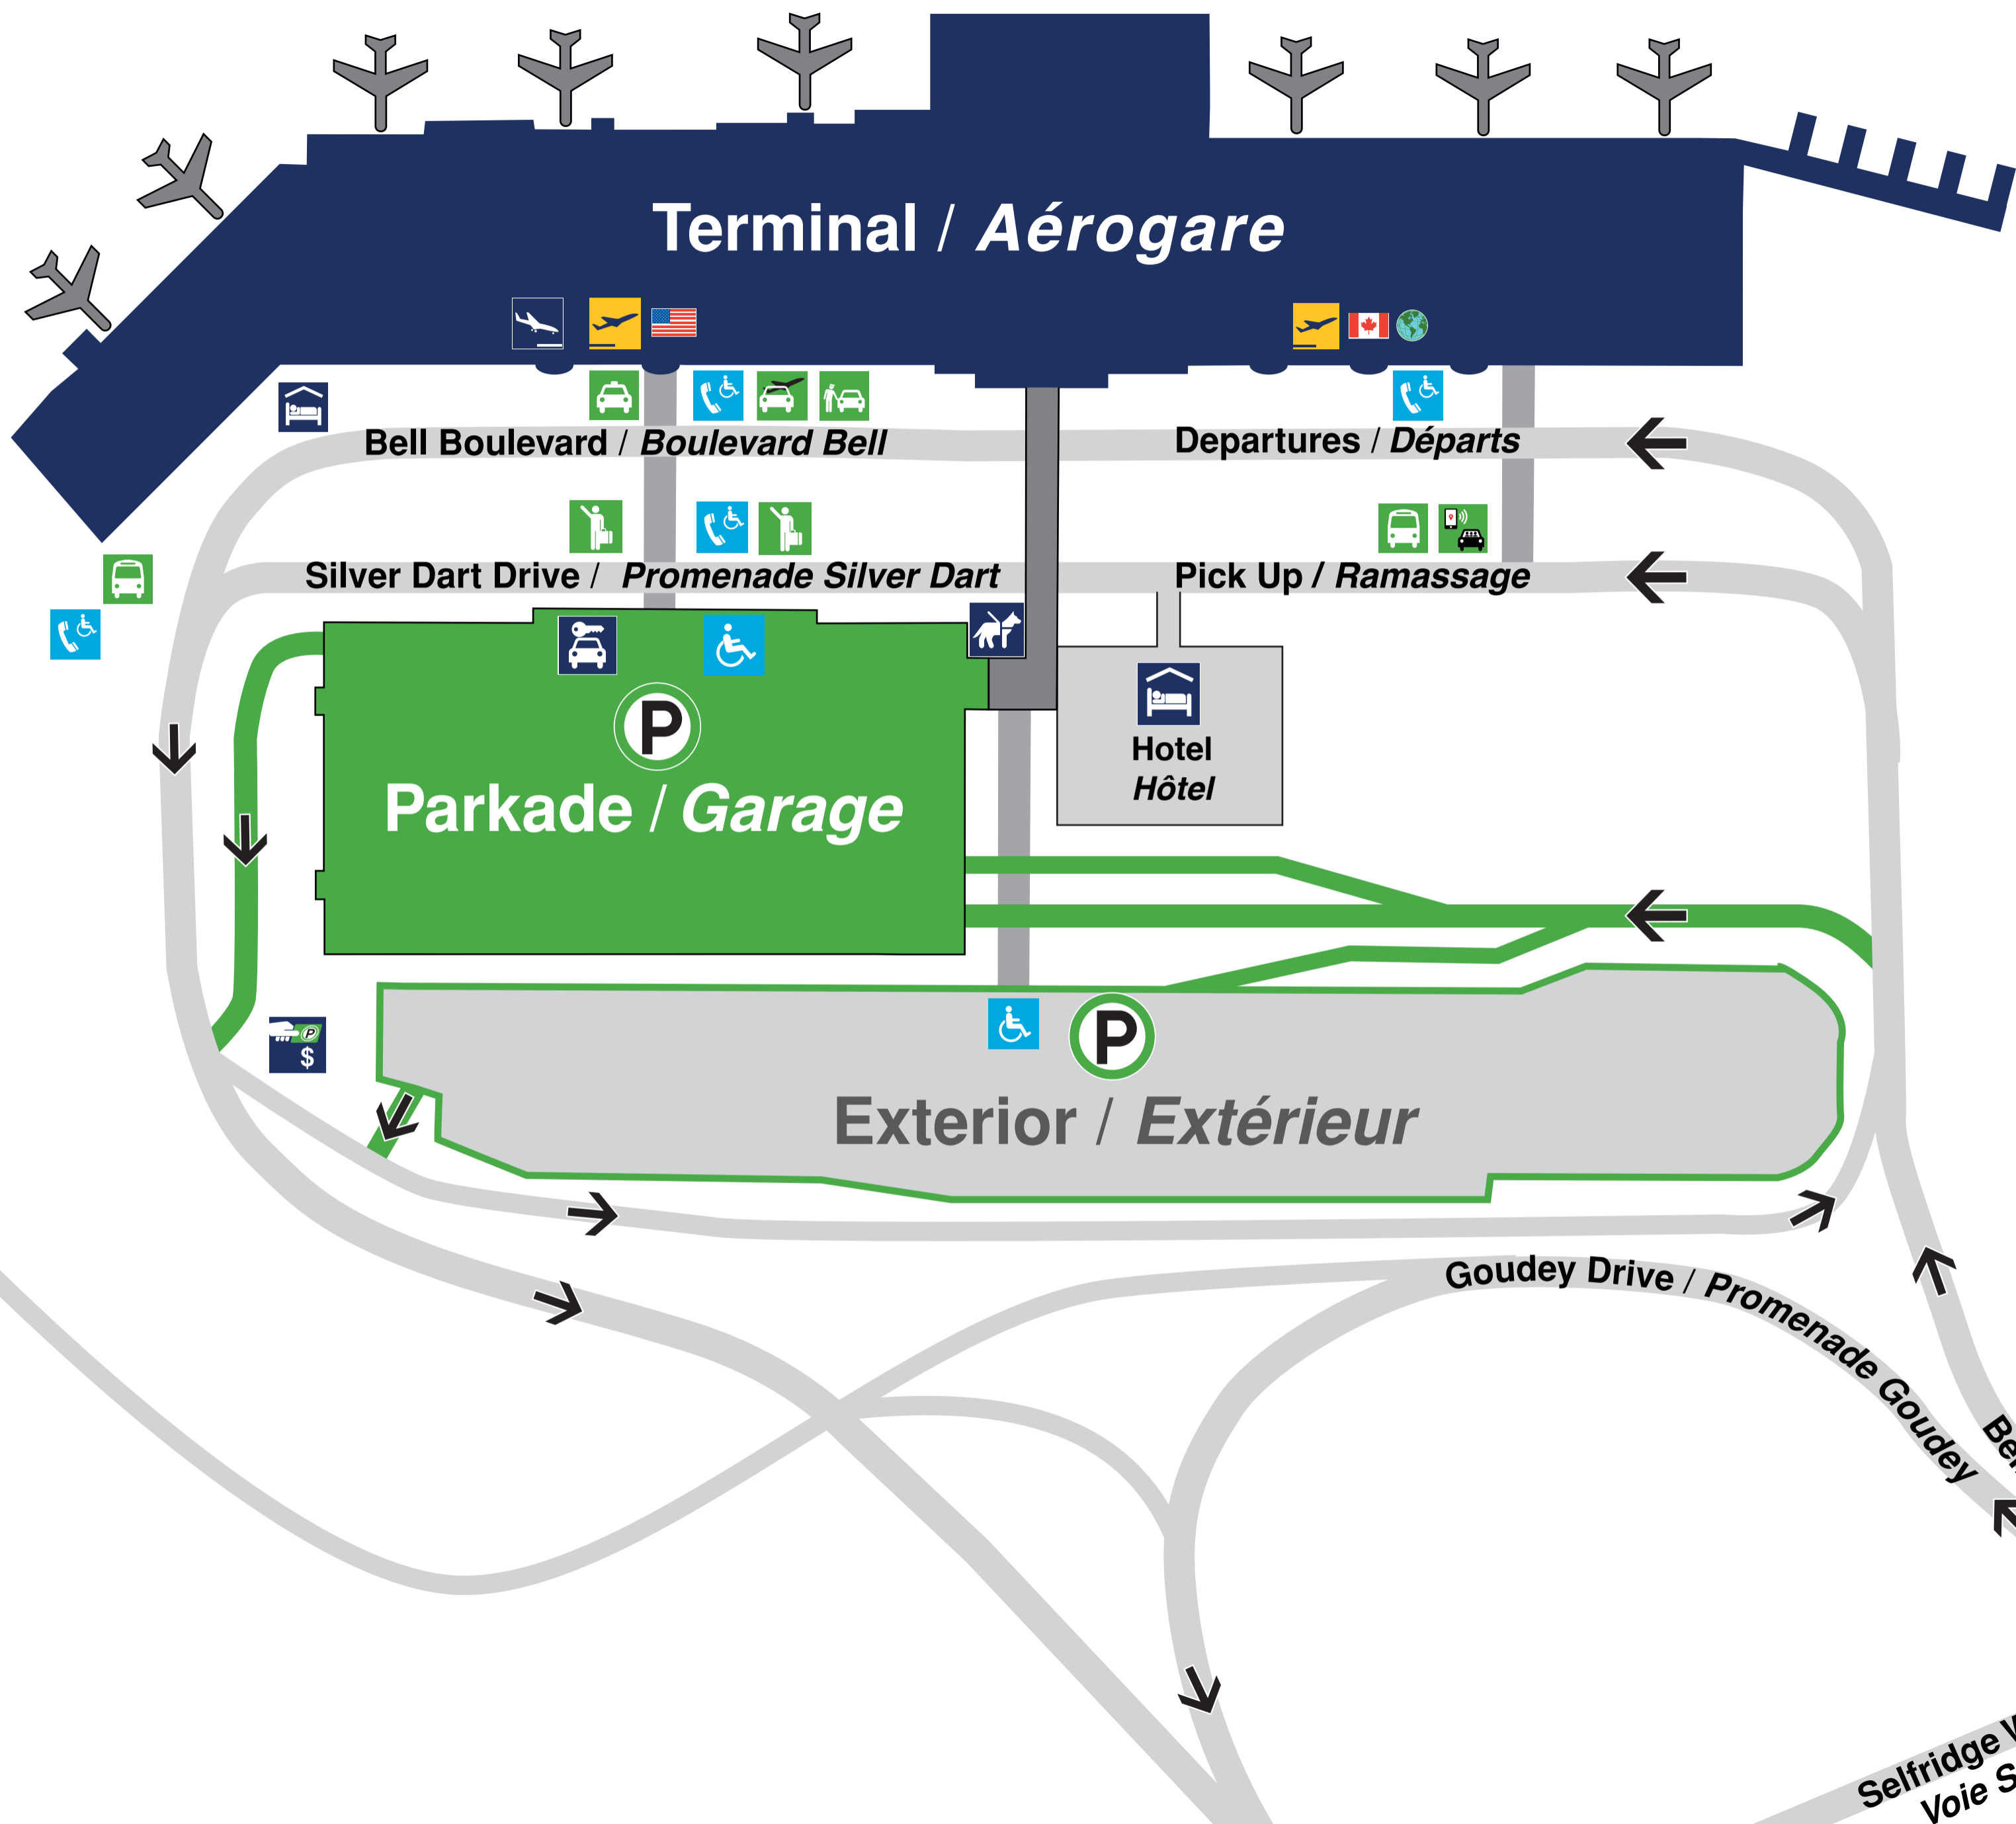 Terminal / Aérogare
Bell Boulevard / Boulevard Bell
Departures / Départs
Silver Dart Drive / Promenade Silver Dart
Pick Up / Ramassage
P
Hotel
Hôtel
Parkade / Garage
P
$
P
Exterior / Extérieur
Goudey Drive / Promenade Goudey
Selfridge
Voie